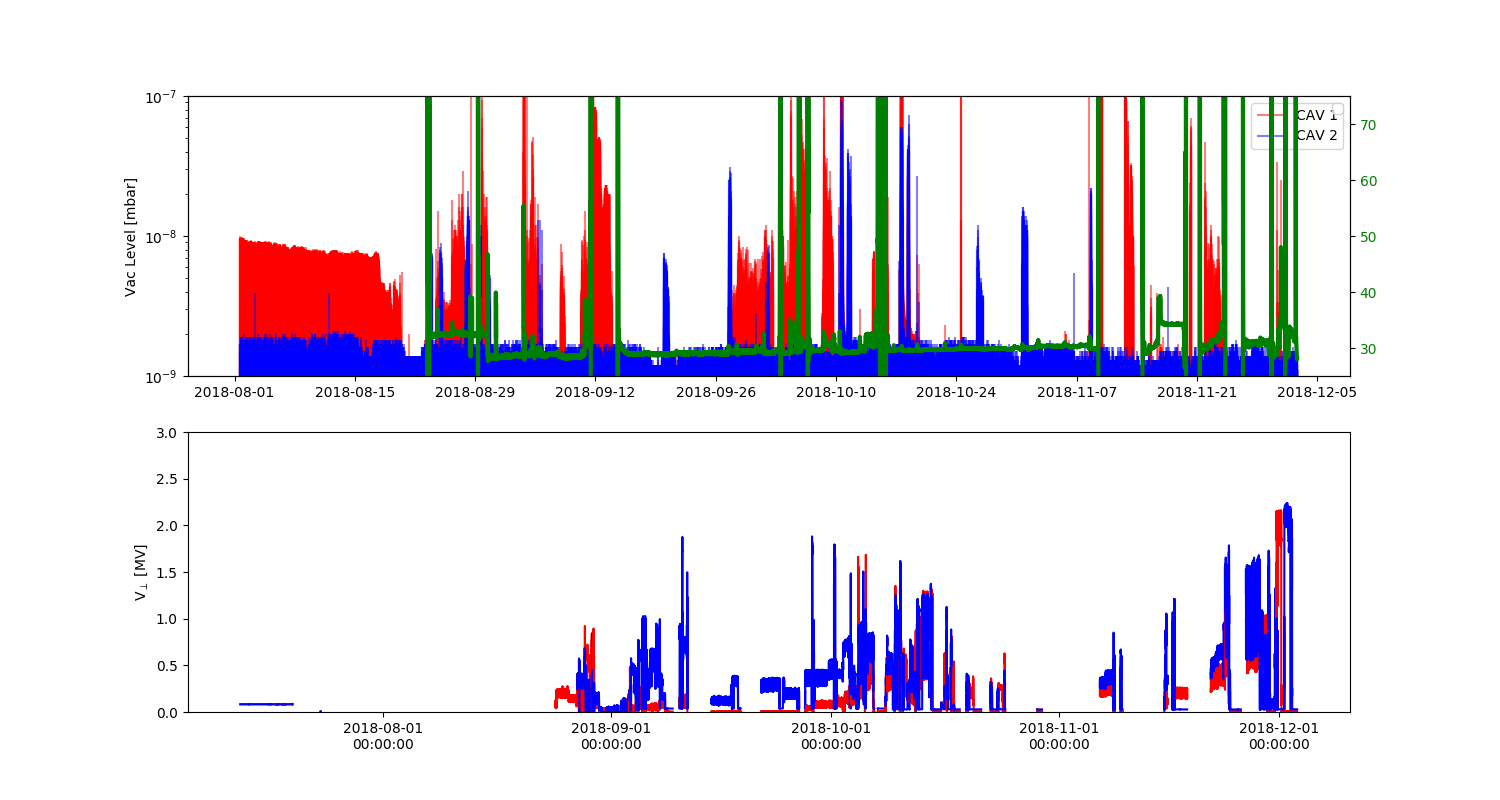 10⁻⁷
10⁻⁸
10⁻⁹
Vac Level [mbar]
CAV 1
CAV 2
70
60
50
40
30
2018-08-01 2018-08-15 2018-08-29 2018-09-12 2018-09-26 2018-10-10 2018-10-24 2018-11-07 2018-11-21 2018-12-05
3.0
2.5
2.0
1.5
1.0
0.5
0.0
V⊥ [MV]
2018-08-01 2018-09-01 2018-10-01 2018-11-01 2018-12-01
00:00:00 00:00:00 00:00:00 00:00:00 00:00:00